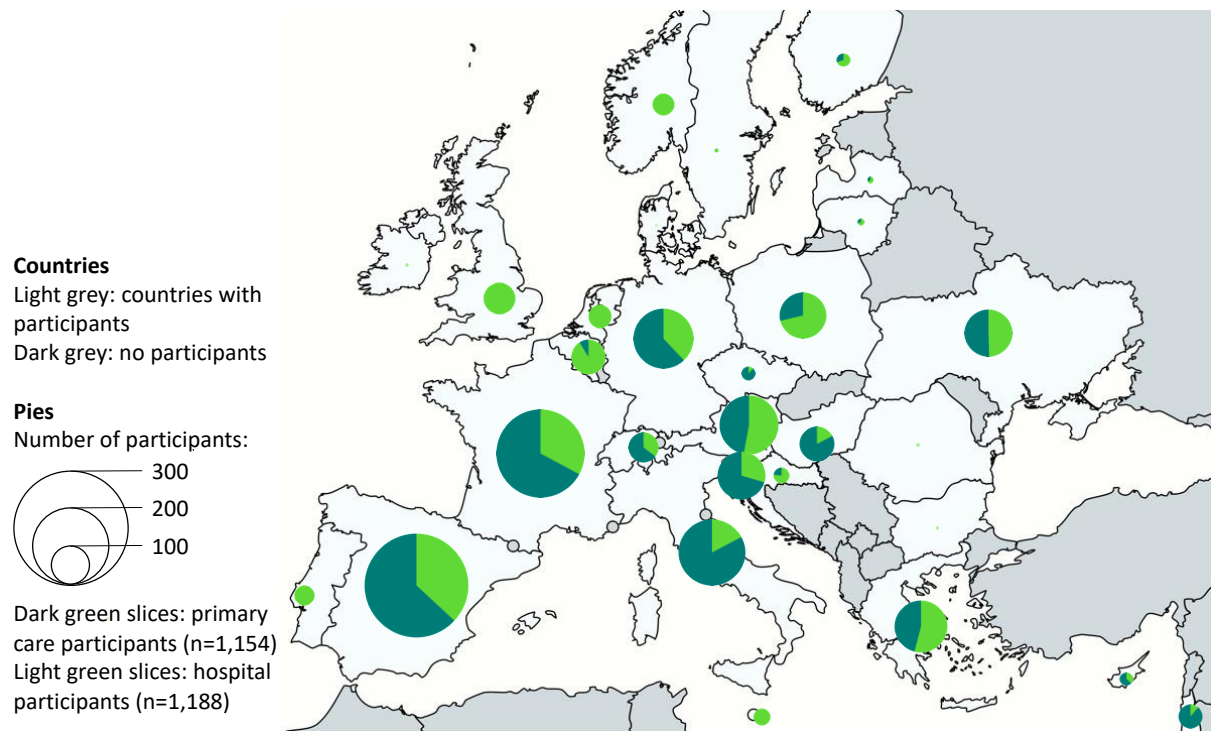 Countries
Light grey: countries with
participants
Dark grey: no participants
Pies
Number of participants:
300
200
100
Dark green slices: primary
care participants (n=1,154)
Light green slices: hospital
participants (n=1,188)